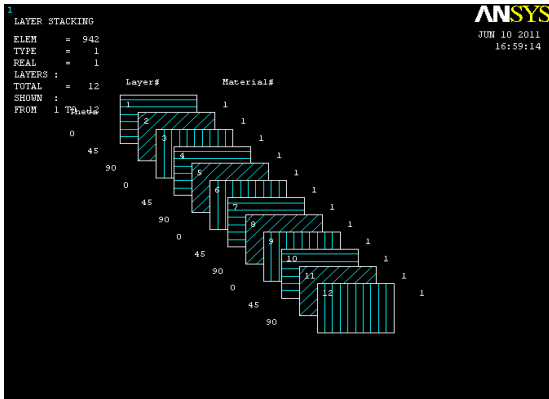 1
ANSYS
LAYER STACKING
JUN 10 2011
16:59:14
ELEM = 942
TYPE = 1
REAL = 1
LAYERS :
TOTAL = 12
SHOWN :
FROM 1 TO 12
Layer# Material#
Theta
1 1
0 2 1
45 3 1
90 4 1
0 5 1
45 6 1
90 7 1
0 8 1
45 9 1
90 10 1
0 11 1
45 12 1
90